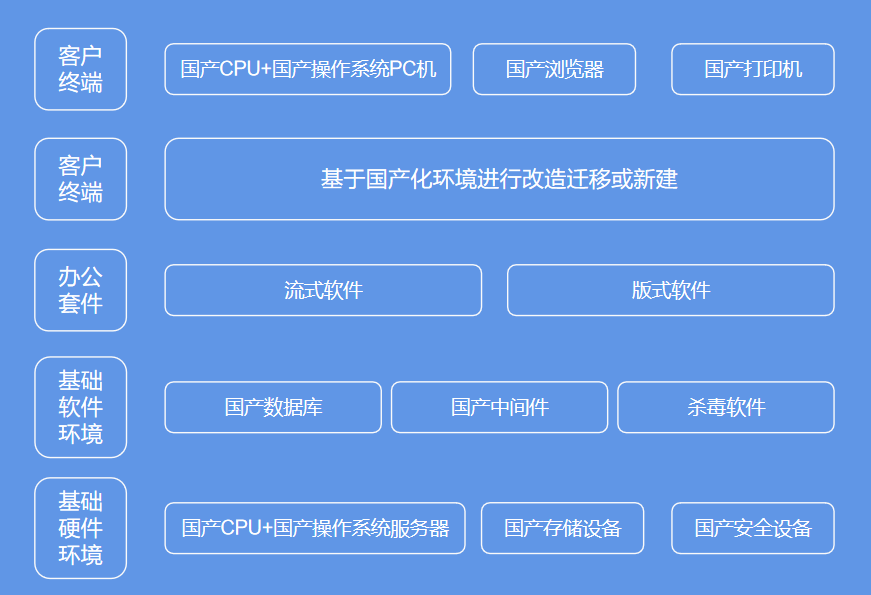 客户
终端
国产CPU+国产操作系统PC机
国产浏览器
国产打印机
客户
终端
基于国产化环境进行改造迁移或新建
办公
套件
流式软件
版式软件
基础
软件
环境
国产数据库
国产中间件
杀毒软件
基础
硬件
环境
国产CPU+国产操作系统服务器
国产存储设备
国产安全设备